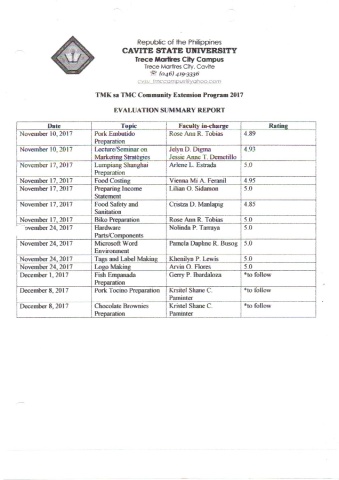 Republic of the Philippines
CAVITE STATE UNIVERSITY
Trece Martires City Campus
Trece Martires City, Cavite
☏ (046) 419-3336
TMK sa TMC Community Extension Program 2017
EVALUATION SUMMARY REPORT
Date Topic Faculty in-charge Rating
November 10, 2017 Pork Embutido Rose Ann R. Tobias 4.89
Preparation
November 10, 2017 Lecture/Seminar on Jelyn D. Digma 4.93
Marketing Strategies Jessie Anne T. Demetillo
November 17, 2017 Lumpiang Shanghai Arlene L. Estrada 5.0
Preparation
November 17, 2017 Food Costing Vienna Mi A. Feranil 4.95
November 17, 2017 Preparing Income Lilian O. Sidamon 5.0
Statement
November 17, 2017 Food Safety and Cristza D. Manlapig 4.85
Sanitation
November 17, 2017 Biko Preparation Rose Ann R. Tobias 5.0
November 24, 2017 Hardware Nolinda P. Tarraya 5.0
Parts/Components
November 24, 2017 Microsoft Word Pamela Daphne R. Busog 5.0
Environment
November 24, 2017 Tags and Label Making Khenilyn P. Lewis 5.0
November 24, 2017 Logo Making Arvin O. Flores 5.0
December 1, 2017 Fish Empanada Gerry P. Burdaloza *to follow
Preparation
December 8, 2017 Pork Tocino Preparation Kristel Shane C. *to follow
Paminter
December 8, 2017 Chocolate Brownies Kristel Shane C. *to follow
Preparation Paminter